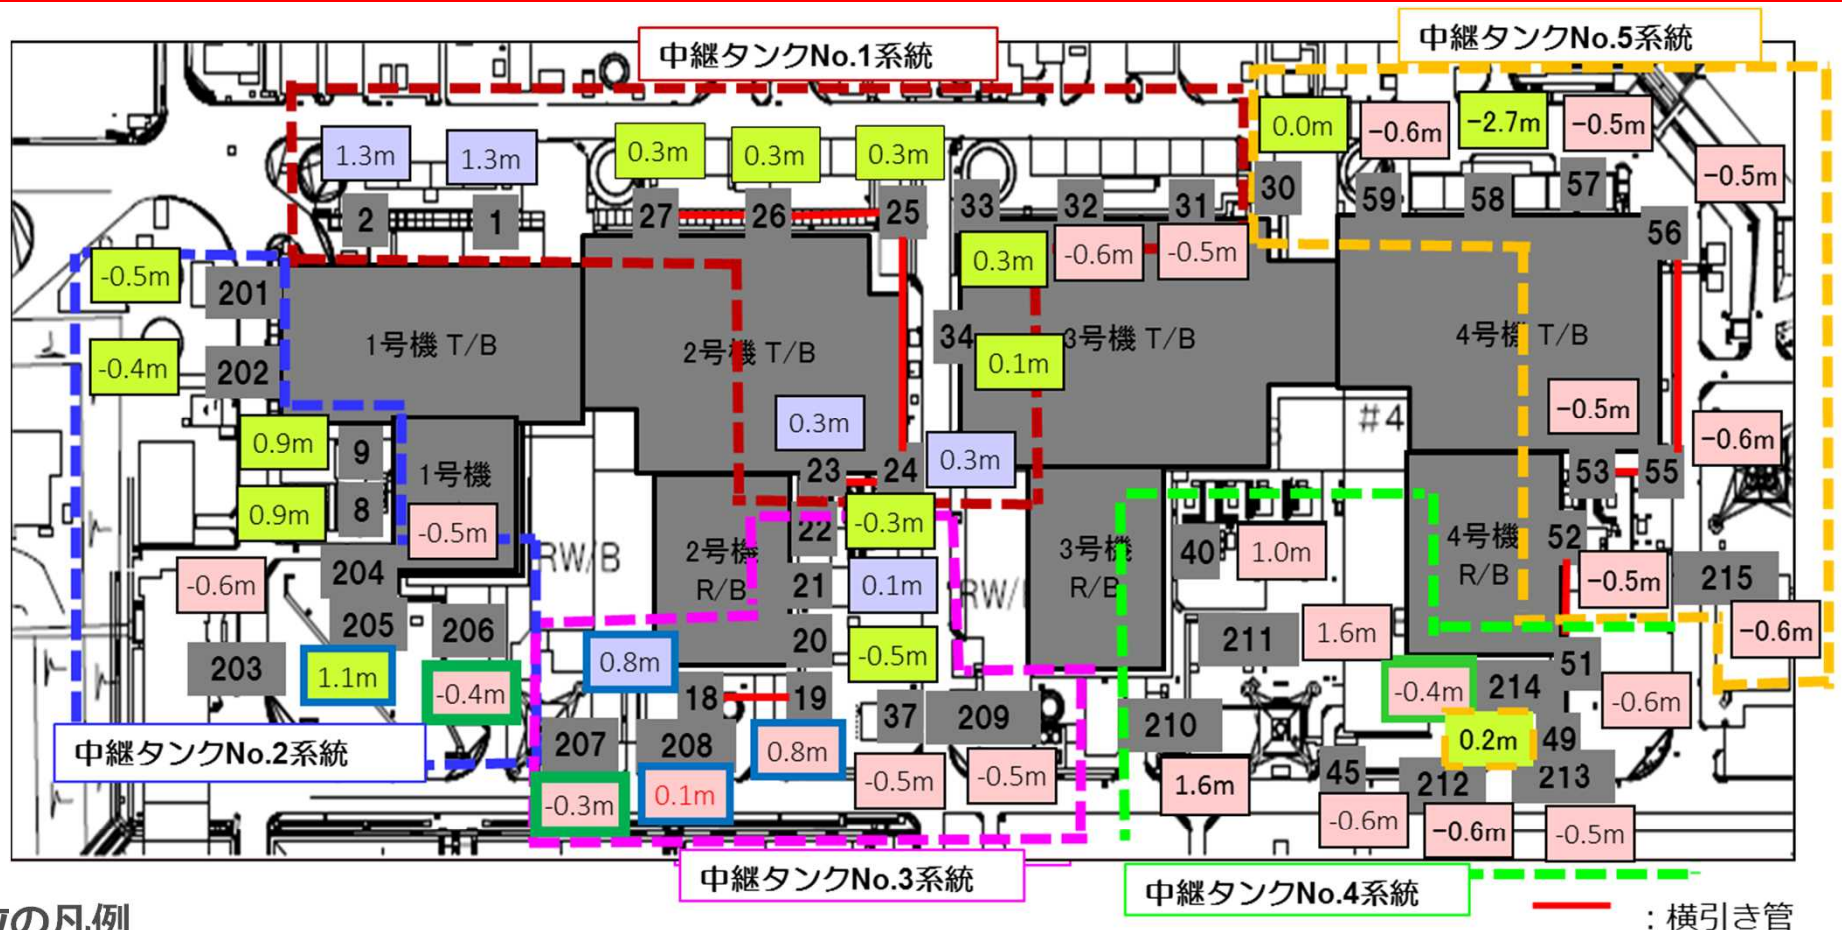 中継タンクNo.1系統
中継タンクNo.5系統
1.3m
1.3m
0.3m
0.3m
0.3m
0.0m
−0.6m
−2.7m
−0.5m
−0.5m
2
1
27
26
25
33
32
31
30
59
58
57
56
-0.5m
201
0.3m
-0.6m
-0.5m
-0.4m
202
1号機 T/B
2号機 T/B
34
0.1m
3号機 T/B
4号機 T/B
0.9m
9
1号機
0.3m
0.3m
#4
−0.5m
−0.6m
23
24
53
55
0.9m
8
-0.5m
RW/B
2号機
R/B
22
-0.3m
3号機
R/B
40
1.0m
4号機
R/B
52
-0.6m
204
21
0.1m
RW/
−0.5m
215
205
206
203
1.1m
-0.4m
0.8m
20
-0.5m
211
1.6m
−0.6m
51
18
19
37
209
210
-0.4m
214
-0.6m
中継タンクNo.2系統
207
208
0.8m
-0.5m
-0.5m
1.6m
45
0.2m
49
212
213
-0.3m
0.1m
-0.6m
−0.6m
-0.5m
中継タンクNo.3系統
中継タンクNo.4系統
の凡例
：横引き管